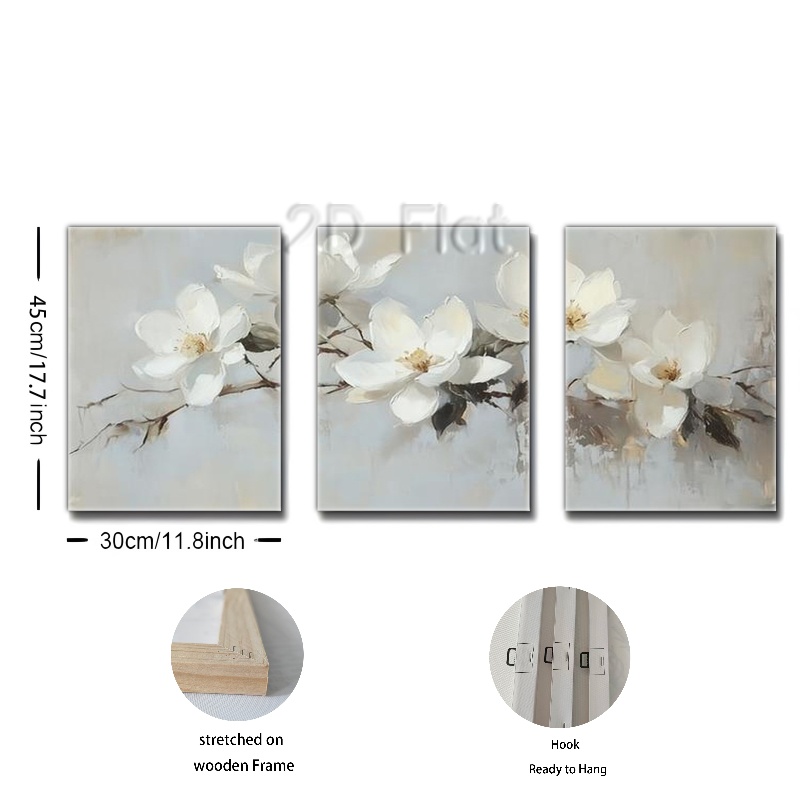 2D Flat
45cm/17.7inch
30cm/11.8inch
stretched on
wooden Frame
Hook
Ready to Hang